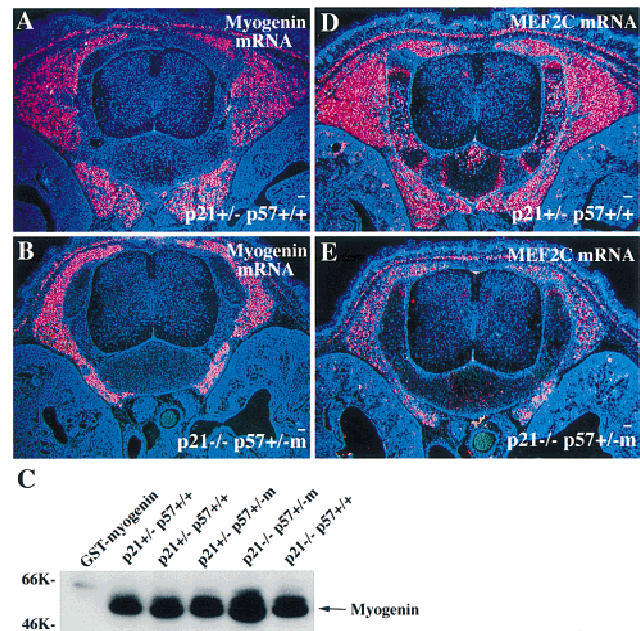 A
Myogenin
mRNA
p21+/- p57+/+
D
MEF2C mRNA
p21+/- p57+/+
B
Myogenin
mRNA
p21-/- p57+/-m
E
MEF2C mRNA
p21-/- p57+/-m
C
GST-myogenin
p21+/- p57+/+
p21+/- p57+/+
p21+/- p57+/-m
p21-/- p57+/-m
p21-/- p57+/+
66K-
46K-
Myogenin